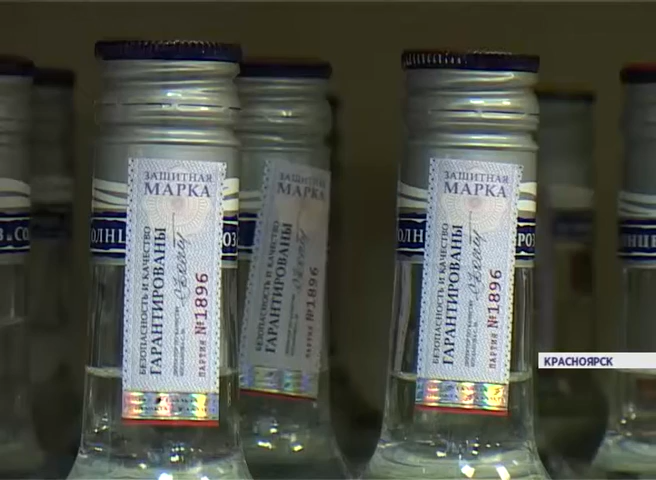 ЗАЩИТНАЯ
МАРКА
БЕЗОПАСНОСТЬ И КАЧЕСТВО
ГАРАНТИРОВАНЫ
ПАРТИЯ №1896
ЗАЩИТНАЯ
МАРКА
БЕЗОПАСНОСТЬ И КАЧЕСТВО
ГАРАНТИРОВАНЫ
ПАРТИЯ №1896
ЗАЩИТНАЯ
МАРКА
БЕЗОПАСНОСТЬ И КАЧЕСТВО
ГАРАНТИРОВАНЫ
ПАРТИЯ №1896
КРАСНОЯРСК